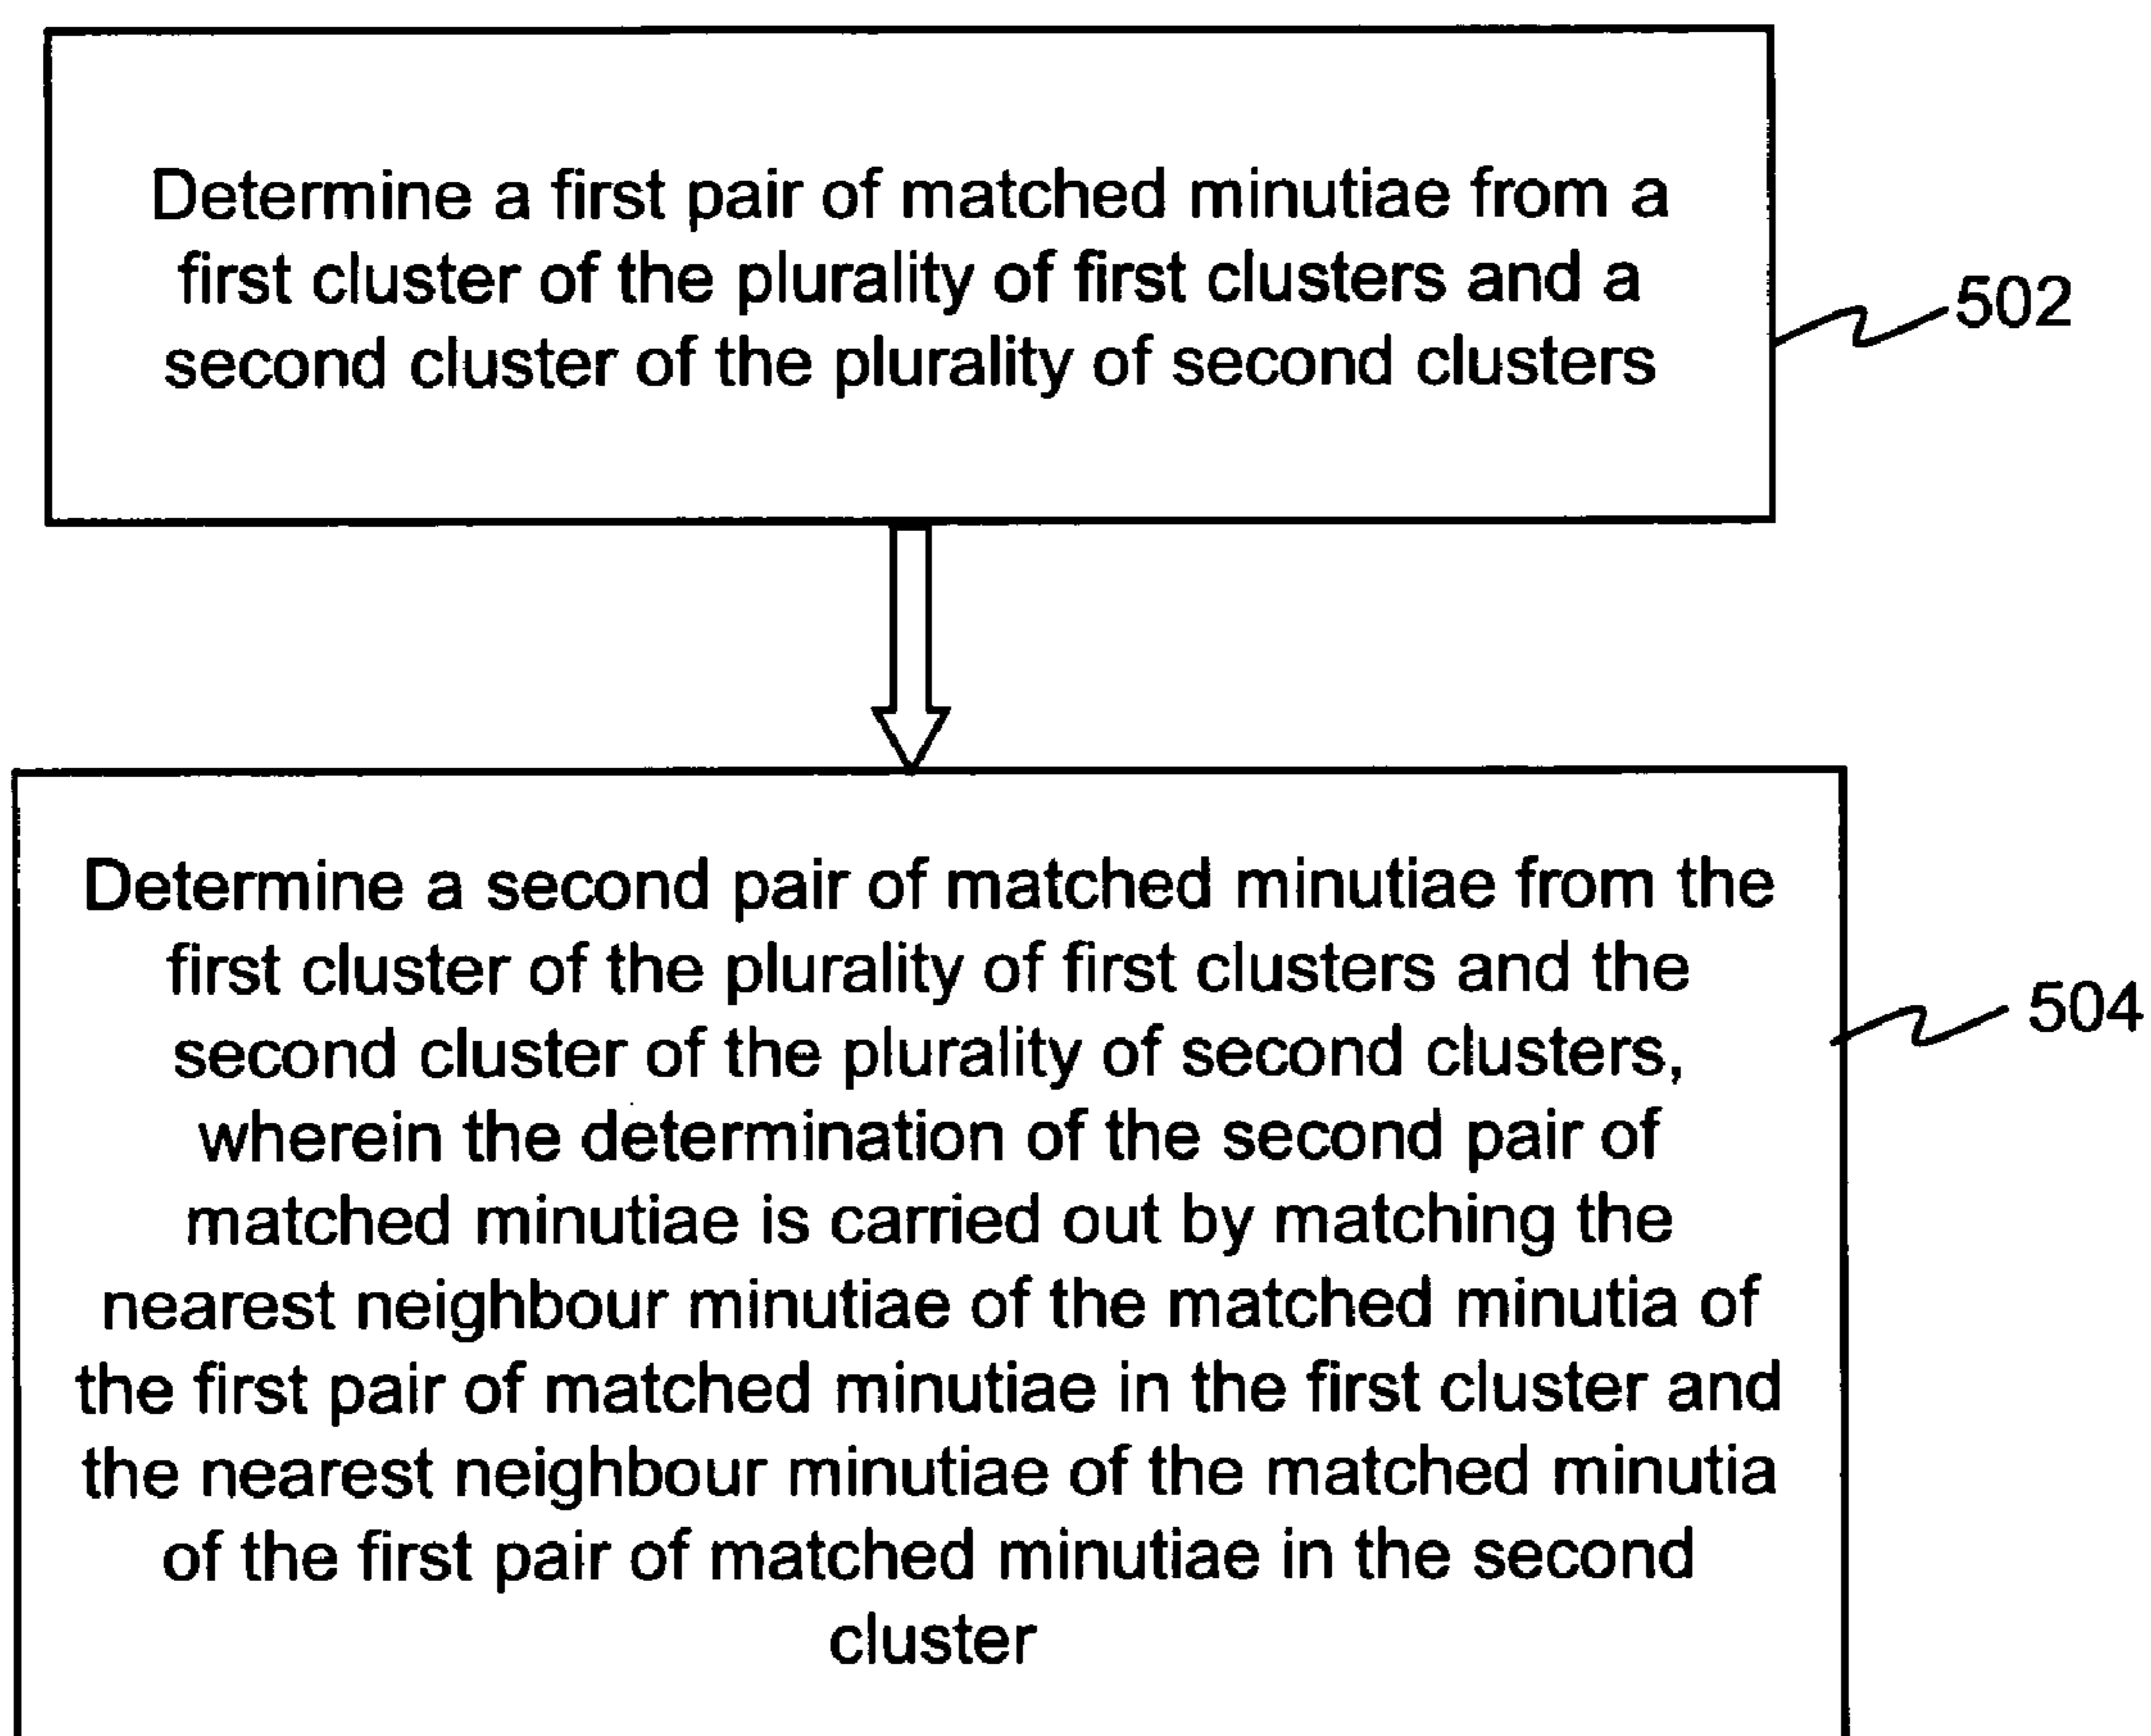 Determine a first pair of matched minutiae from a
first cluster of the plurality of first clusters and a
second cluster of the plurality of second clusters
502
Determine a second pair of matched minutiae from the
first cluster of the plurality of first clusters and the
second cluster of the plurality of second clusters,
wherein the determination of the second pair of
matched minutiae is carried out by matching the
nearest neighbour minutiae of the matched minutia of
the first pair of matched minutiae in the first cluster and
the nearest neighbour minutiae of the matched minutia
of the first pair of matched minutiae in the second
cluster
504